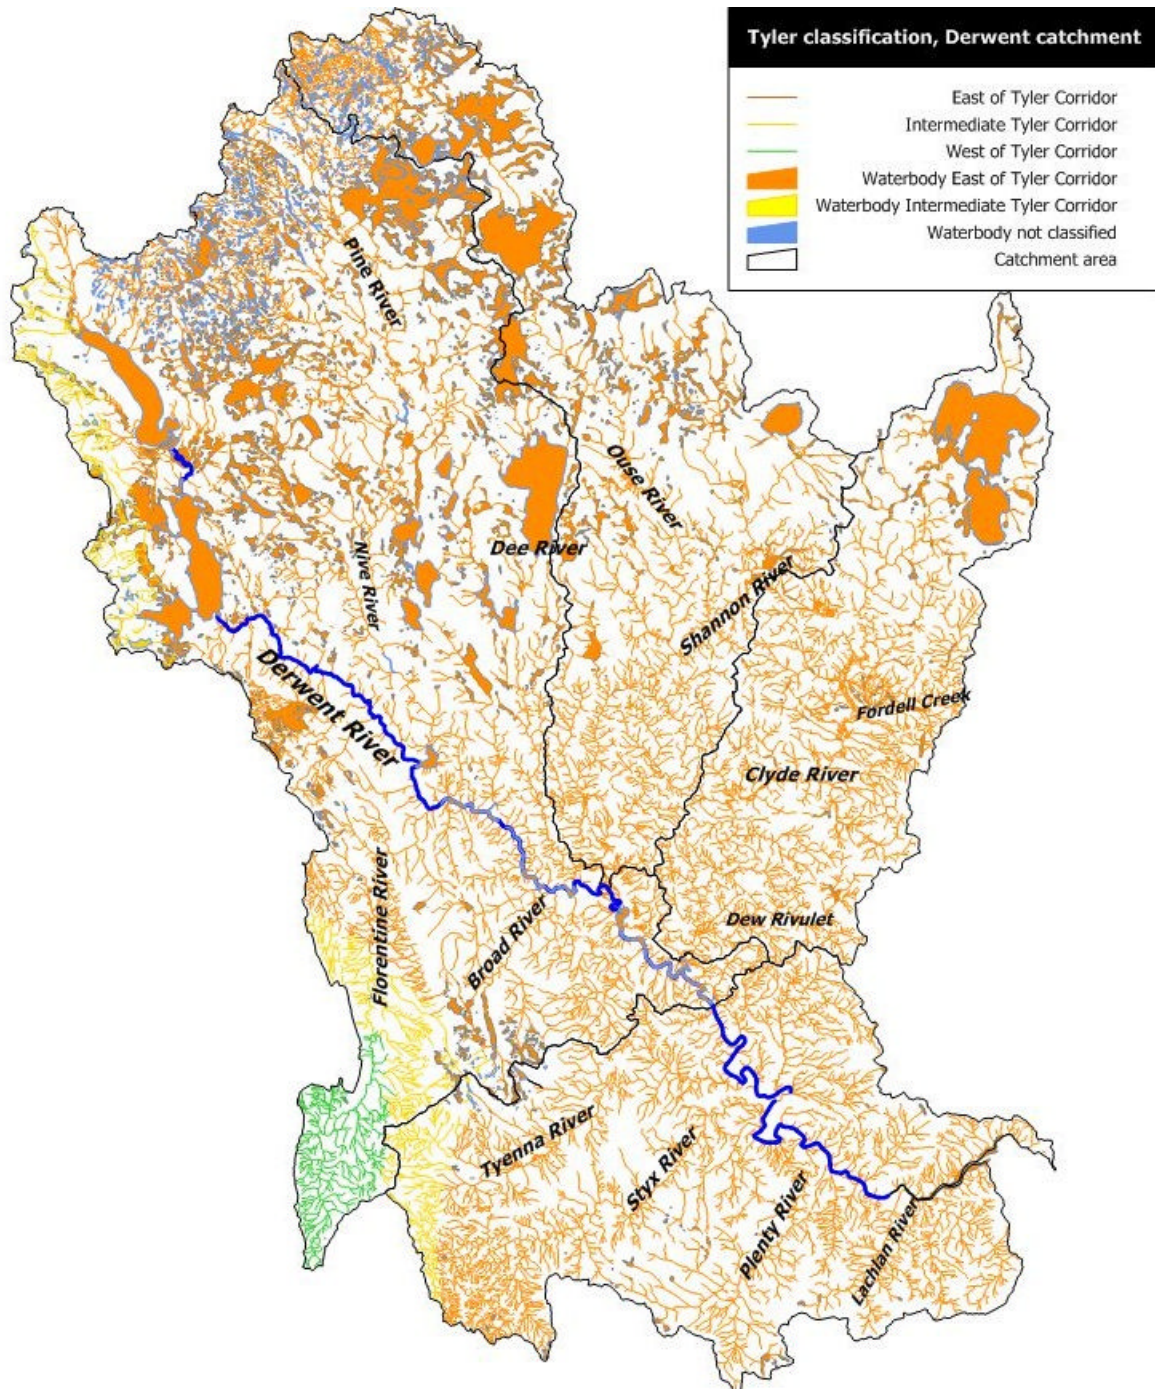 Tyler classification, Derwent catchment
East of Tyler Corridor
Intermediate Tyler Corridor
West of Tyler Corridor
Waterbody East of Tyler Corridor
Waterbody Intermediate Tyler Corridor
Waterbody not classified
Catchment area
Pine River
Ouse River
Dee River
Nive River
Shannon River
Derwent River
Fordell Creek
Clyde River
Florentine River
Broad River
Dew Rivulet
Tyenna River
Styx River
Plenty River
Lachlan River